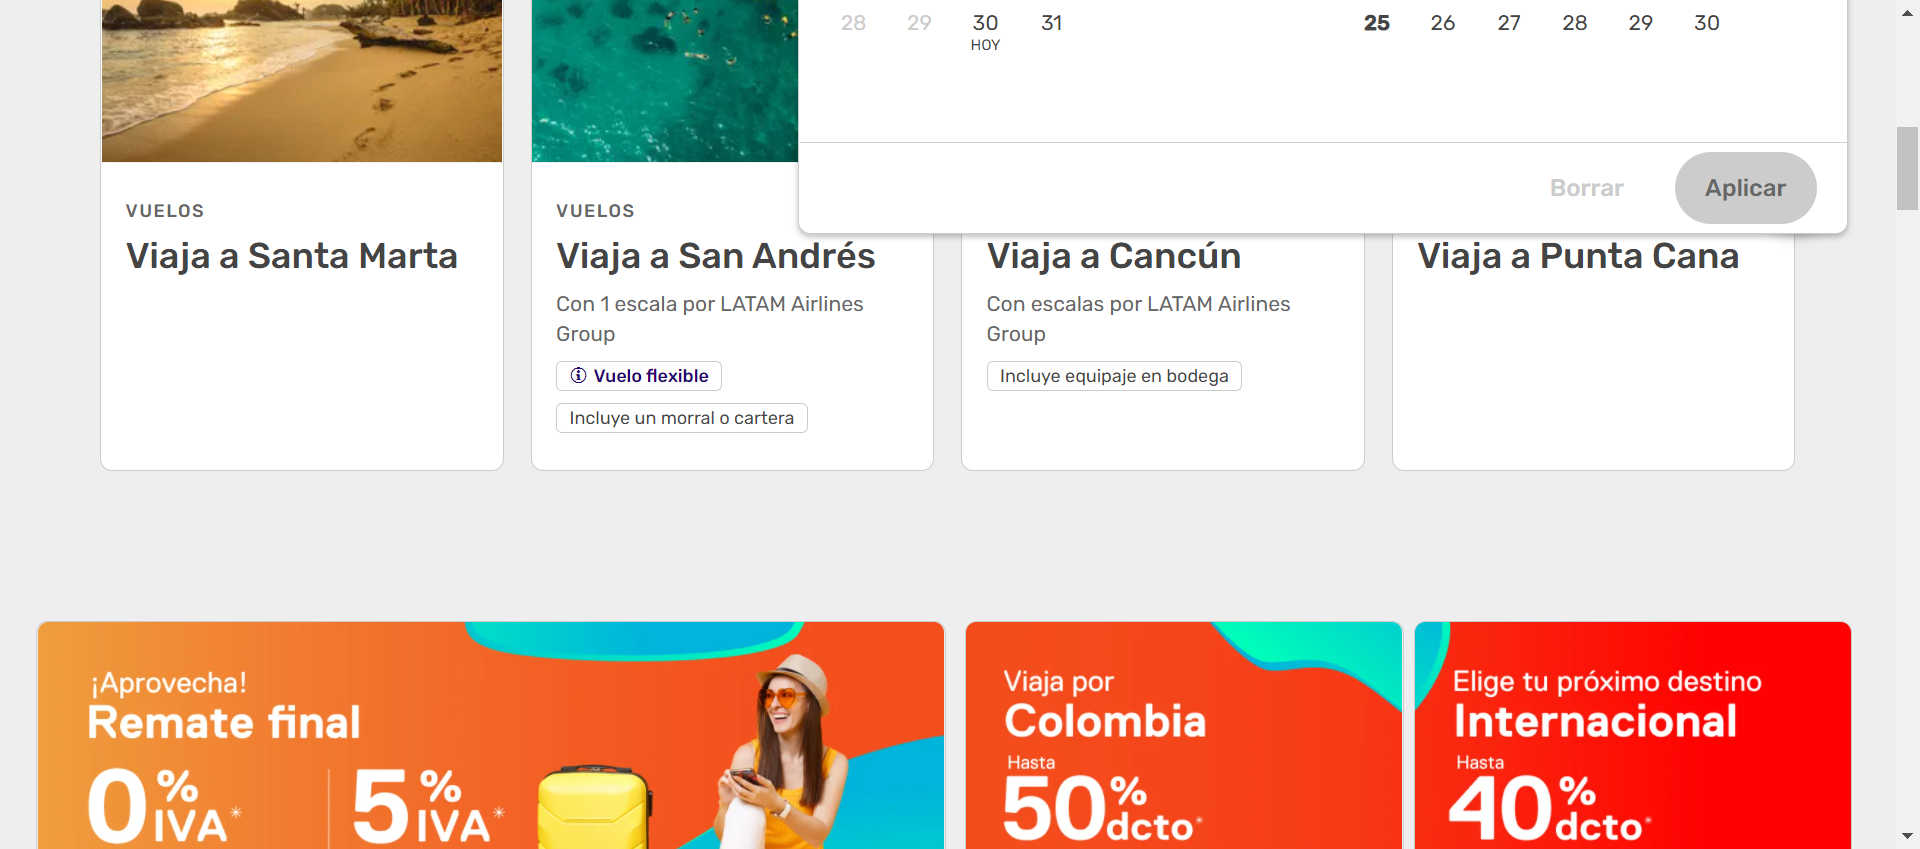 28 29 30 31
HOY
25 26 27 28 29 30
Borrar Aplicar
VUELOS
Viaja a Santa Marta
VUELOS
Viaja a San Andrés
Con 1 escala por LATAM Airlines
Group
Vuelo flexible
Incluye un morral o cartera
Viaja a Cancún
Con escalas por LATAM Airlines
Group
Incluye equipaje en bodega
Viaja a Punta Cana
¡Aprovecha!
Remate final
0% IVA*
5% IVA*
Viaja por
Colombia
Hasta
50% dcto*
Elige tu próximo destino
Internacional
Hasta
40% dcto*